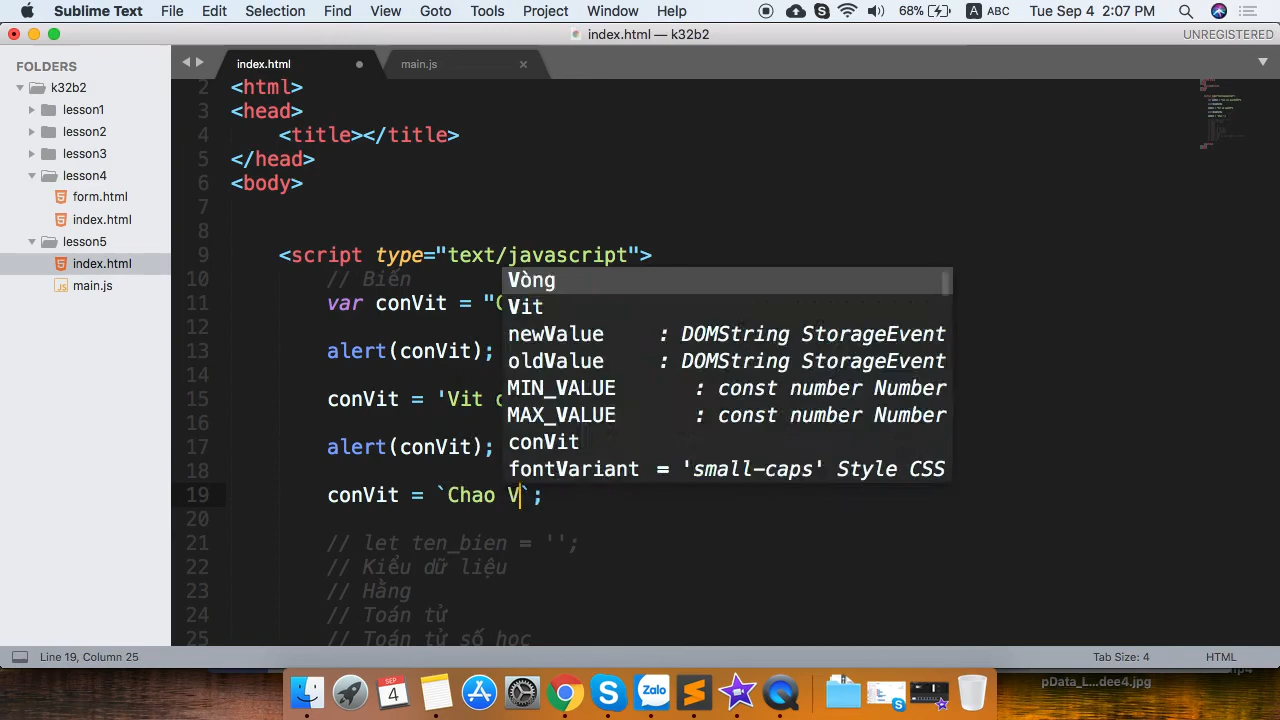 Sublime Text File Edit Selection Find View Goto Tools Project Window Help 68% A ABC Tue Sep 4 2:07 PM
index.html — k32b2 UNREGISTERED
FOLDERS
k32b2
lesson1
lesson2
lesson3
lesson4
form.html
index.html
lesson5
index.html
main.js
index.html main.js
2 <html>
3 <head>
4 <title></title>
5 </head>
6 <body>
7
8
9 <script type="text/javascript">
10 // Biến
11 var conVit = "
12
13 alert(conVit);
14
15 conVit = 'Vit
16
17 alert(conVit);
18
19 conVit = `Chao V`;
20
21 // let ten_bien = '';
22 // Kiểu dữ liệu
23 // Hằng
24 // Toán tử
25 // Toán tử số học
Vòng
Vit
newValue : DOMString StorageEvent
oldValue : DOMString StorageEvent
MIN_VALUE : const number Number
MAX_VALUE : const number Number
conVit
fontVariant = 'small-caps' Style CSS
Line 19, Column 25 Tab Size: 4 HTML
SEP
4
Zalo
pData_L...dee4.jpg